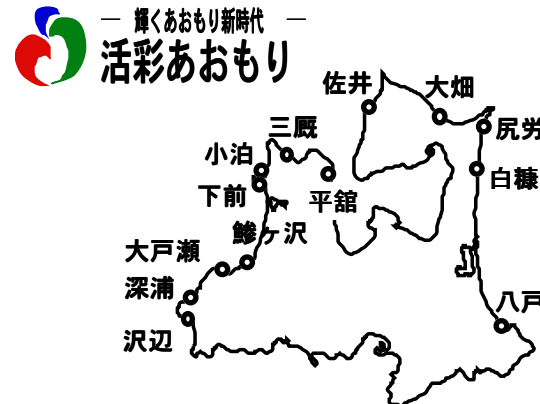 ― 輝くあおもり新時代 ―
活彩あおもり
佐井
大畑
三厩
尻労
小泊
白糠
下前
平舘
鰺ヶ沢
大戸瀬
深浦
八戸
沢辺